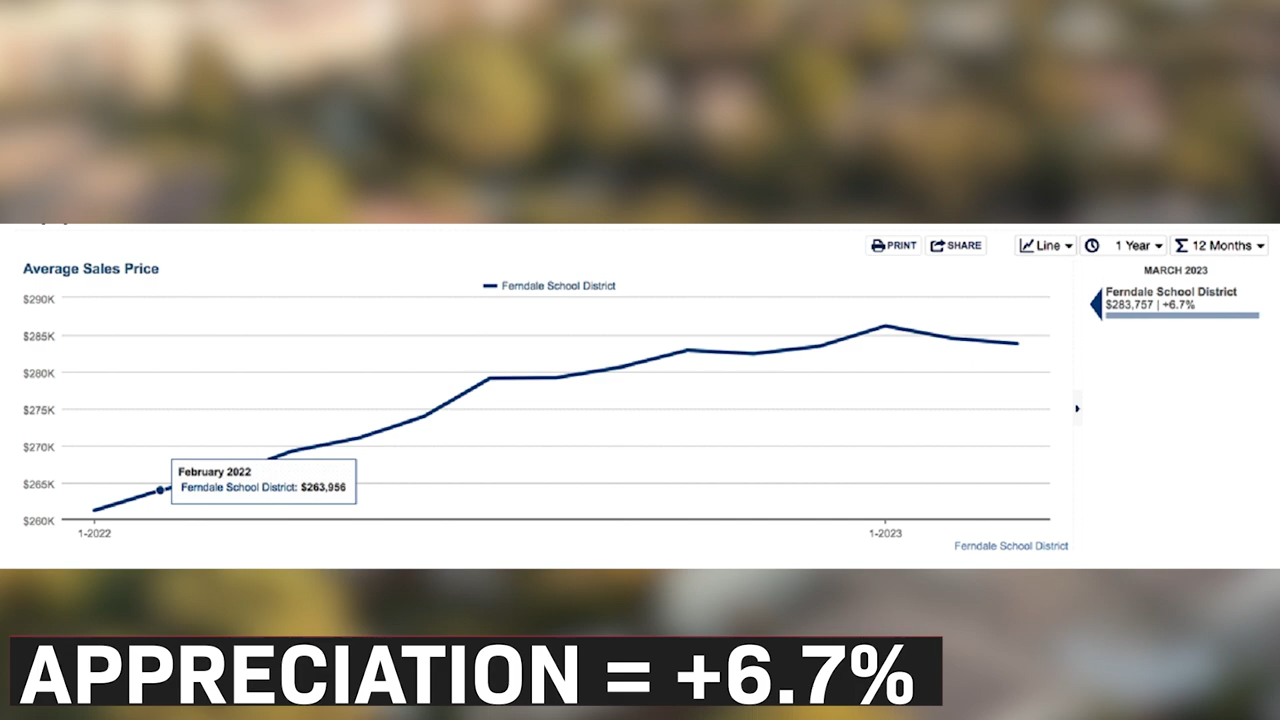 PRINT
SHARE
Line
1 Year
12 Months
Average Sales Price
MARCH 2023
Ferndale School District
Ferndale School District
$283,757 | +6.7%
$290K
$285K
$280K
$275K
$270K
$265K
$260K
February 2022
Ferndale School District: $263,956
1-2022
1-2023
Ferndale School District
APPRECIATION = +6.7%